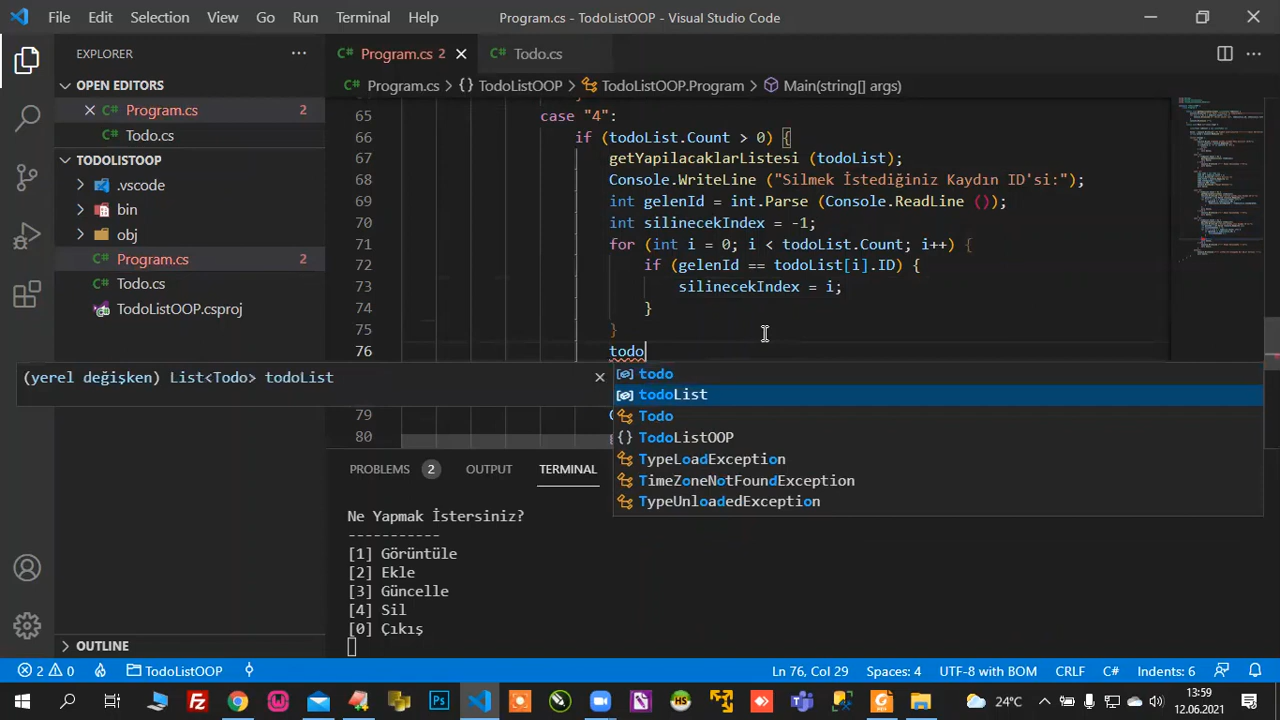 File Edit Selection View Go Run Terminal Help Program.cs - TodoListOOP - Visual Studio Code
EXPLORER
OPEN EDITORS
Program.cs 2
Todo.cs
TODOLISTOOP
.vscode
bin
obj
Program.cs 2
Todo.cs
TodoListOOP.csproj
OUTLINE
Program.cs 2 Todo.cs
Program.cs TodoListOOP TodoListOOP.Program Main(string[] args)
65 case "4":
66 if (todoList.Count > 0) {
67 getYapilacaklarListesi (todoList);
68 Console.WriteLine ("Silmek İstediğiniz Kaydın ID'si:");
69 int gelenId = int.Parse (Console.ReadLine ());
70 int silinecekIndex = -1;
71 for (int i = 0; i < todoList.Count; i++) {
72 if (gelenId == todoList[i].ID) {
73 silinecekIndex = i;
74 }
75 }
76 todo
(yerel değişken) List<Todo> todoList
todo
todoList
Todo
TodoListOOP
TypeLoadException
TimeZoneNotFoundException
TypeUnloadedException
79
80
PROBLEMS 2 OUTPUT TERMINAL
Ne Yapmak İstersiniz?
-----------
[1] Görüntüle
[2] Ekle
[3] Güncelle
[4] Sil
[0] Çıkış
2 0 TodoListOOP Ln 76, Col 29 Spaces: 4 UTF-8 with BOM CRLF C# Indents: 6
24°C 13:59
12.06.2021